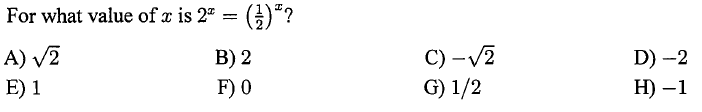 For what value of x is 2^x = (1/2)^x?
A) √2 B) 2 C) −√2 D) −2
E) 1 F) 0 G) 1/2 H) −1